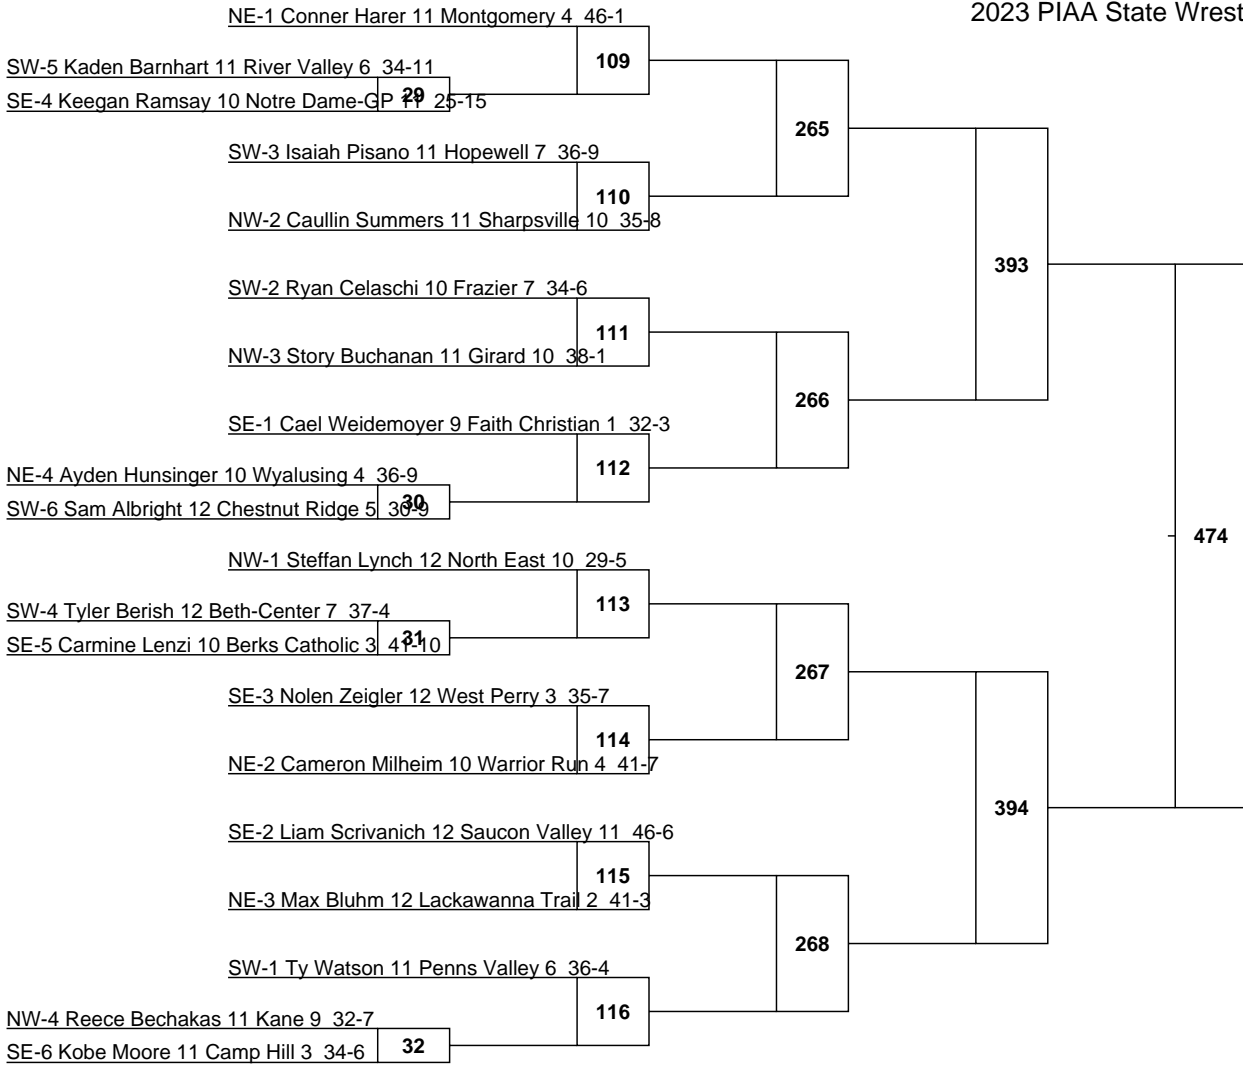 NE-1 Conner Harer 11 Montgomery 4 46-1
2023 PIAA State Wrest
109
SW-5 Kaden Barnhart 11 River Valley 6 34-11
29
SE-4 Keegan Ramsay 10 Notre Dame-GP 11 25-15
265
SW-3 Isaiah Pisano 11 Hopewell 7 36-9
110
NW-2 Caullin Summers 11 Sharpsville 10 35-8
393
SW-2 Ryan Celaschi 10 Frazier 7 34-6
111
NW-3 Story Buchanan 11 Girard 10 38-1
266
SE-1 Cael Weidemoyer 9 Faith Christian 1 32-3
112
NE-4 Ayden Hunsinger 10 Wyalusing 4 36-9
30
SW-6 Sam Albright 12 Chestnut Ridge 5 30-9
474
NW-1 Steffan Lynch 12 North East 10 29-5
113
SW-4 Tyler Berish 12 Beth-Center 7 37-4
31
SE-5 Carmine Lenzi 10 Berks Catholic 3 41-10
267
SE-3 Nolen Zeigler 12 West Perry 3 35-7
114
NE-2 Cameron Milheim 10 Warrior Run 4 41-7
394
SE-2 Liam Scrivanich 12 Saucon Valley 11 46-6
115
NE-3 Max Bluhm 12 Lackawanna Trail 2 41-3
268
SW-1 Ty Watson 11 Penns Valley 6 36-4
116
NW-4 Reece Bechakas 11 Kane 9 32-7
32
SE-6 Kobe Moore 11 Camp Hill 3 34-6